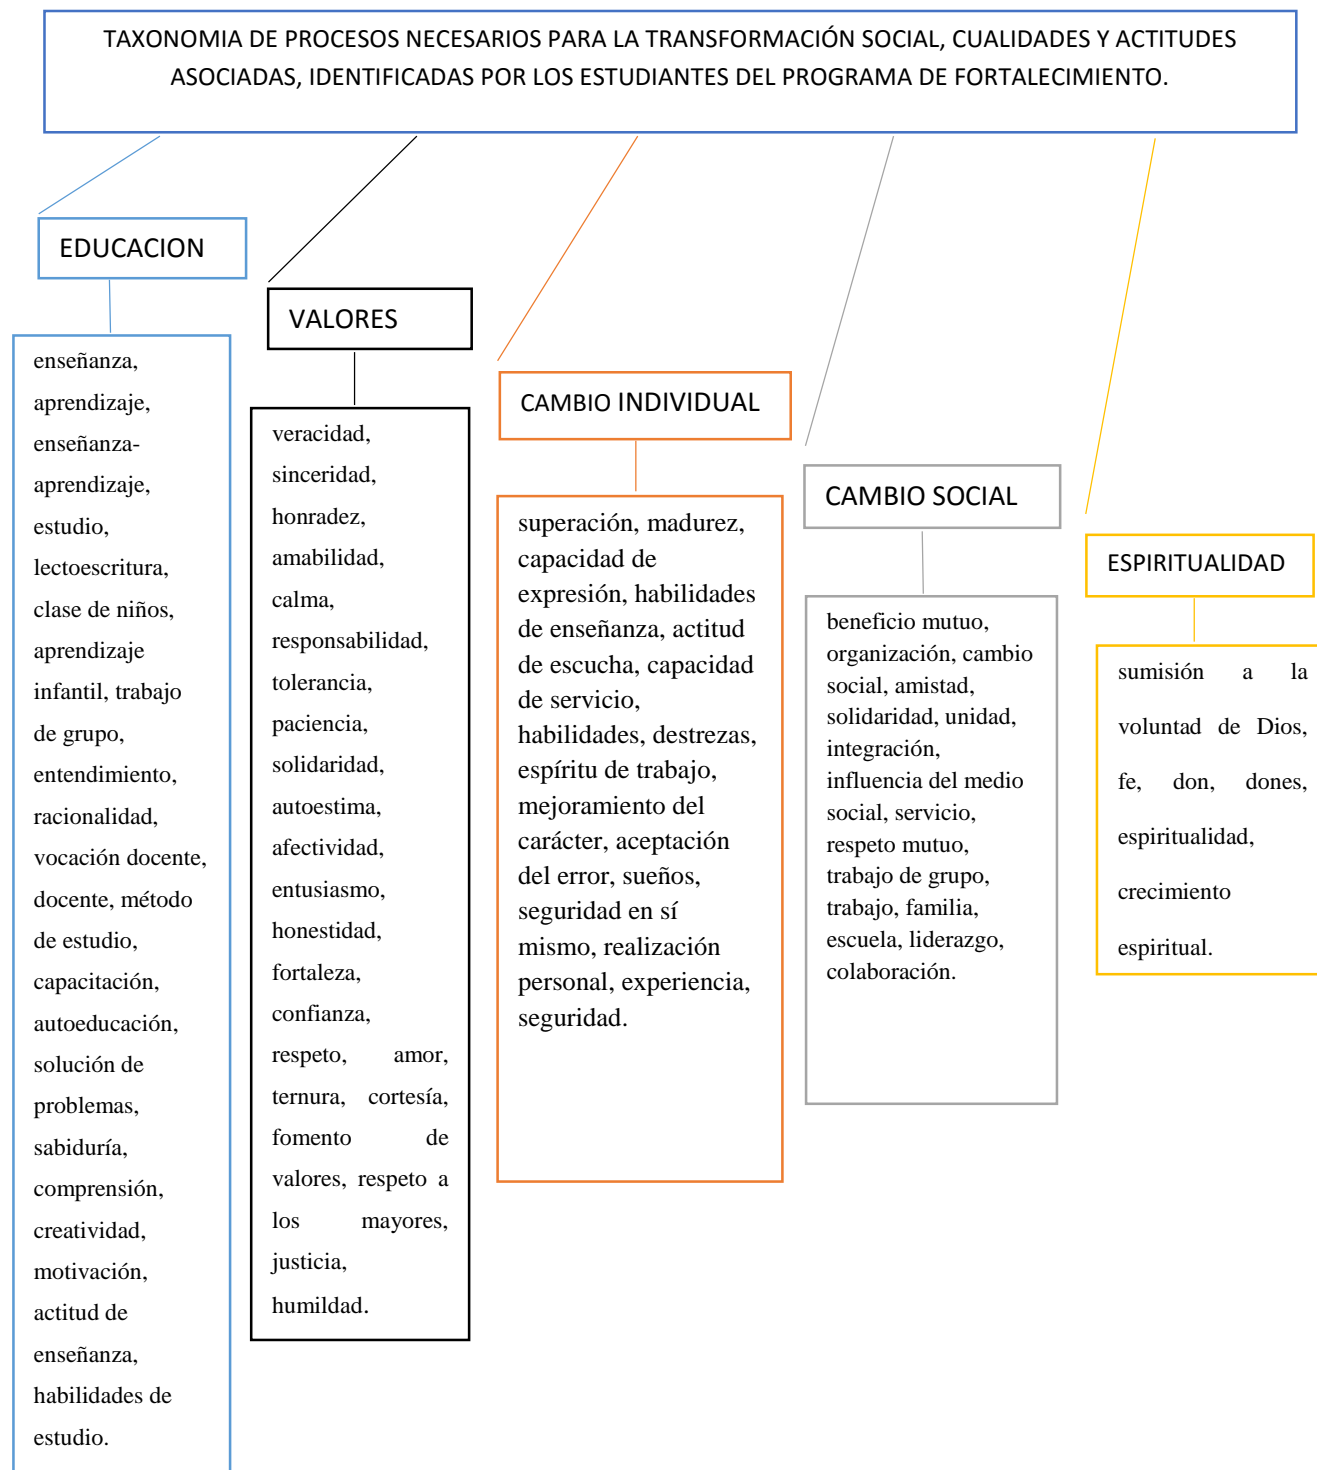 TAXONOMIA DE PROCESOS NECESARIOS PARA LA TRANSFORMACIÓN SOCIAL, CUALIDADES Y ACTITUDES
ASOCIADAS, IDENTIFICADAS POR LOS ESTUDIANTES DEL PROGRAMA DE FORTALECIMIENTO.
EDUCACION
enseñanza,
aprendizaje,
enseñanza-
aprendizaje,
estudio,
lectoescritura,
clase de niños,
aprendizaje
infantil, trabajo
de grupo,
entendimiento,
racionalidad,
vocación docente,
docente, método
de estudio,
capacitación,
autoeducación,
solución de
problemas,
sabiduría,
comprensión,
creatividad,
motivación,
actitud de
enseñanza,
habilidades de
estudio.
VALORES
veracidad,
sinceridad,
honradez,
amabilidad,
calma,
responsabilidad,
tolerancia,
paciencia,
solidaridad,
autoestima,
afectividad,
entusiasmo,
honestidad,
fortaleza,
confianza,
respeto, amor,
ternura, cortesía,
fomento de
valores, respeto a
los mayores,
justicia,
humildad.
CAMBIO INDIVIDUAL
superación, madurez,
capacidad de
expresión, habilidades
de enseñanza, actitud
de escucha, capacidad
de servicio,
habilidades, destrezas,
espíritu de trabajo,
mejoramiento del
carácter, aceptación
del error, sueños,
seguridad en sí
mismo, realización
personal, experiencia,
seguridad.
CAMBIO SOCIAL
beneficio mutuo,
organización, cambio
social, amistad,
solidaridad, unidad,
integración,
influencia del medio
social, servicio,
respeto mutuo,
trabajo de grupo,
trabajo, familia,
escuela, liderazgo,
colaboración.
ESPIRITUALIDAD
sumisión a la
voluntad de Dios,
fe, don, dones,
espiritualidad,
crecimiento
espiritual.